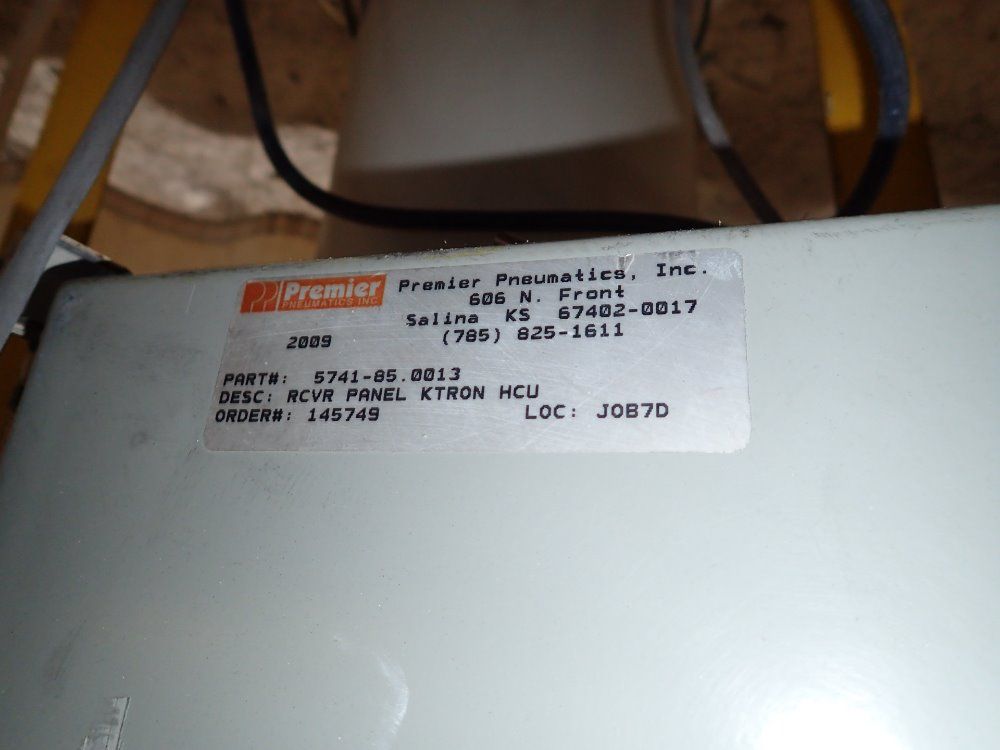 Premier
PNEUMATICS INC
Premier Pneumatics, Inc.
606 N. Front
Salina KS 67402-0017
2009 (785) 825-1611
PART#: 5741-85.0013
DESC: RCVR PANEL KTRON HCU
ORDER#: 145749 LOC: JOB7D